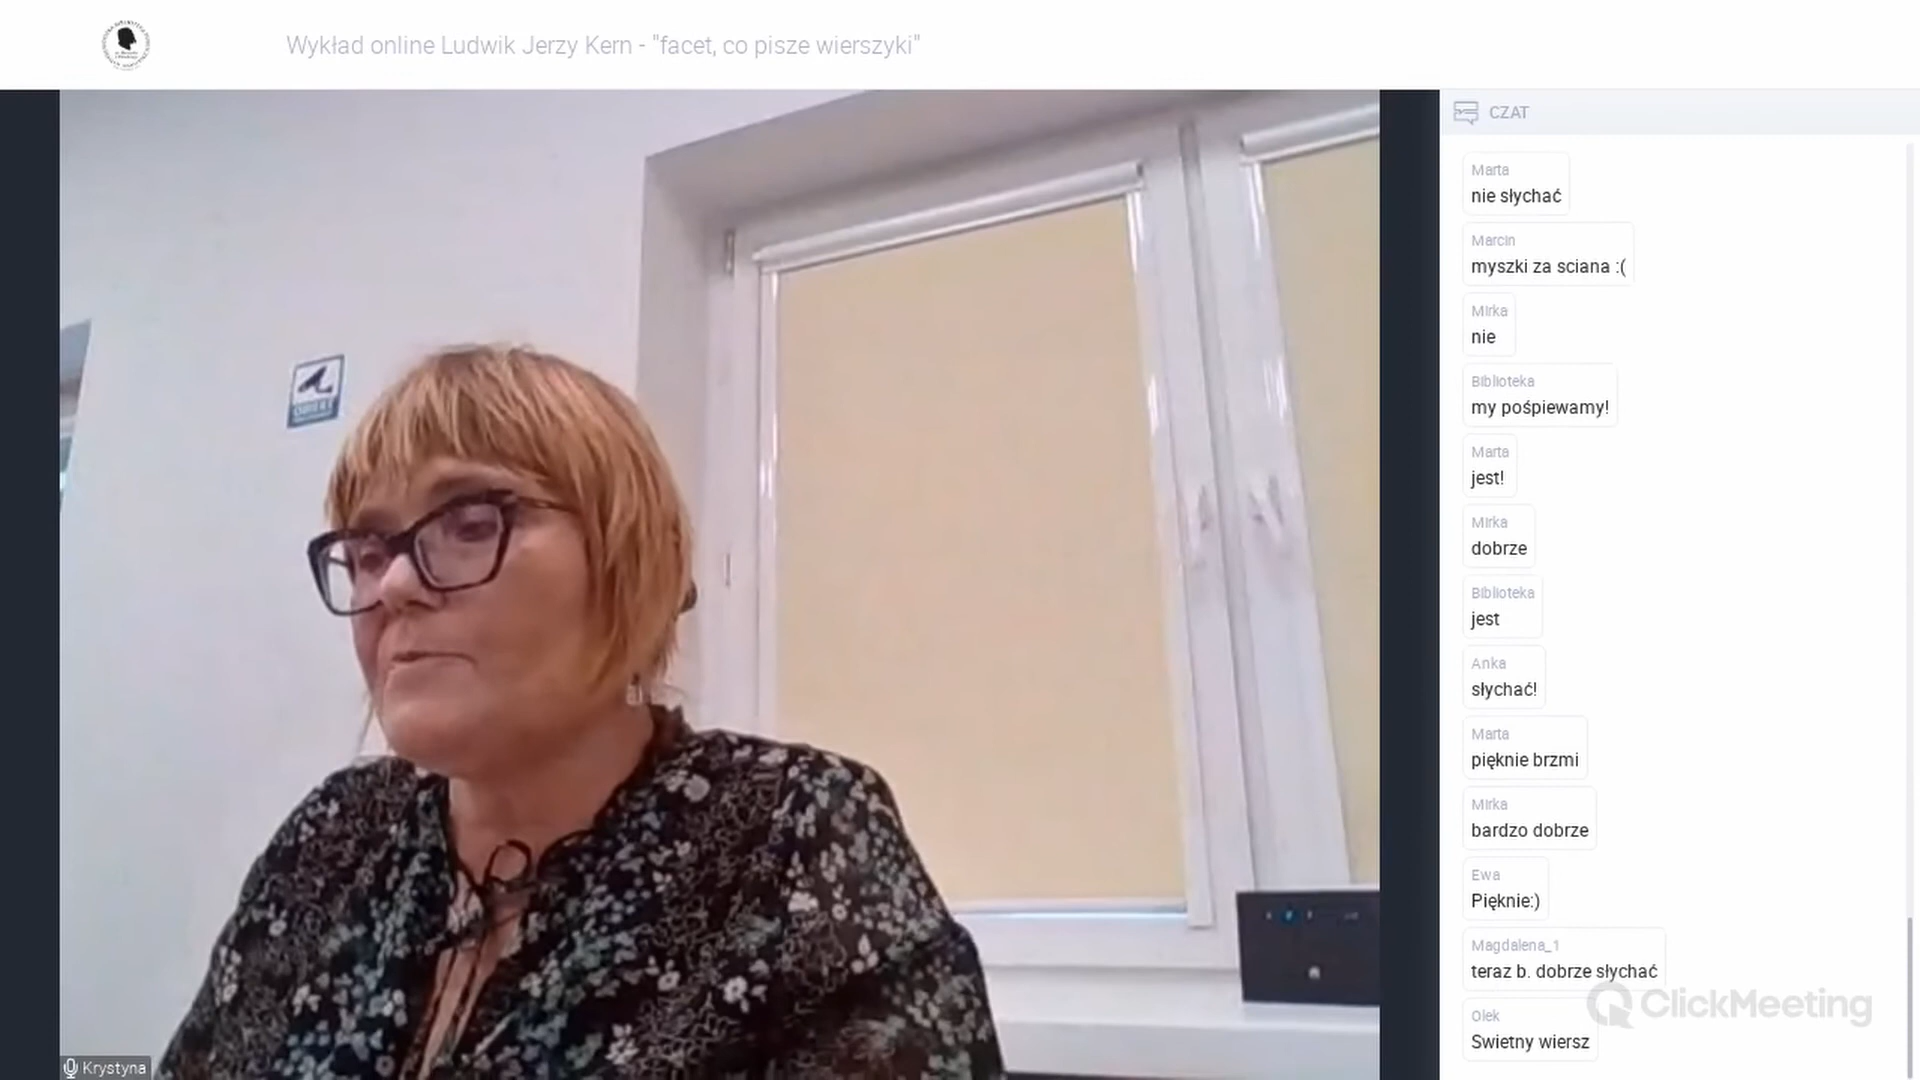 Wykład online Ludwik Jerzy Kern - "facet, co pisze wierszyki"
CZAT
Marta
nie słychać
Marcin
myszki za sciana :(
Mirka
nie
Biblioteka
my pośpiewamy!
Marta
jest!
Mirka
dobrze
Biblioteka
jest
Anka
słychać!
Marta
pięknie brzmi
Mirka
bardzo dobrze
Ewa
Pięknie:)
Magdalena_1
teraz b. dobrze słychać
Olek
Swietny wiersz
ClickMeeting
Krystyna